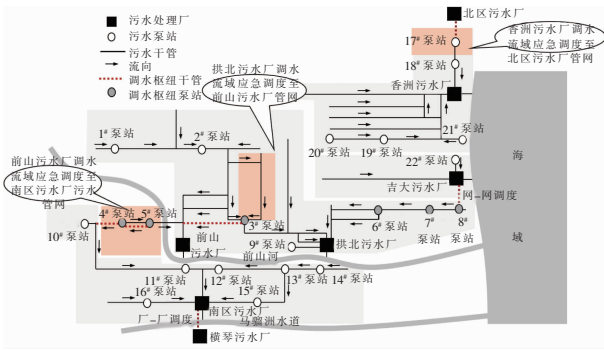 污水处理厂
污水泵站
污水干管
流向
调水枢纽干管
调水枢纽泵站
拱北污水厂调水
流域应急调度至
前山污水厂管网
北区污水厂
17# 泵站
18# 泵站
香洲污水厂
香洲污水厂调水
流域应急调度至
北区污水厂管网
1# 泵站
2# 泵站
20# 泵站
19# 泵站
21# 泵站
22# 泵站
吉大污水厂
网-网调度
海
域
前山污水厂调水
流域应急调度至
南区污水厂污水
管网
4# 泵站
5# 泵站
10# 泵站
前山
污水厂
3# 泵站
9# 泵站
前山河
拱北污水厂
6#
泵站
7#
泵站
8#
泵站
11# 泵站
12# 泵站
13# 泵站
14# 泵站
16# 泵站
15# 泵站
南区污水厂
厂-厂调度
马骝洲水道
横琴污水厂